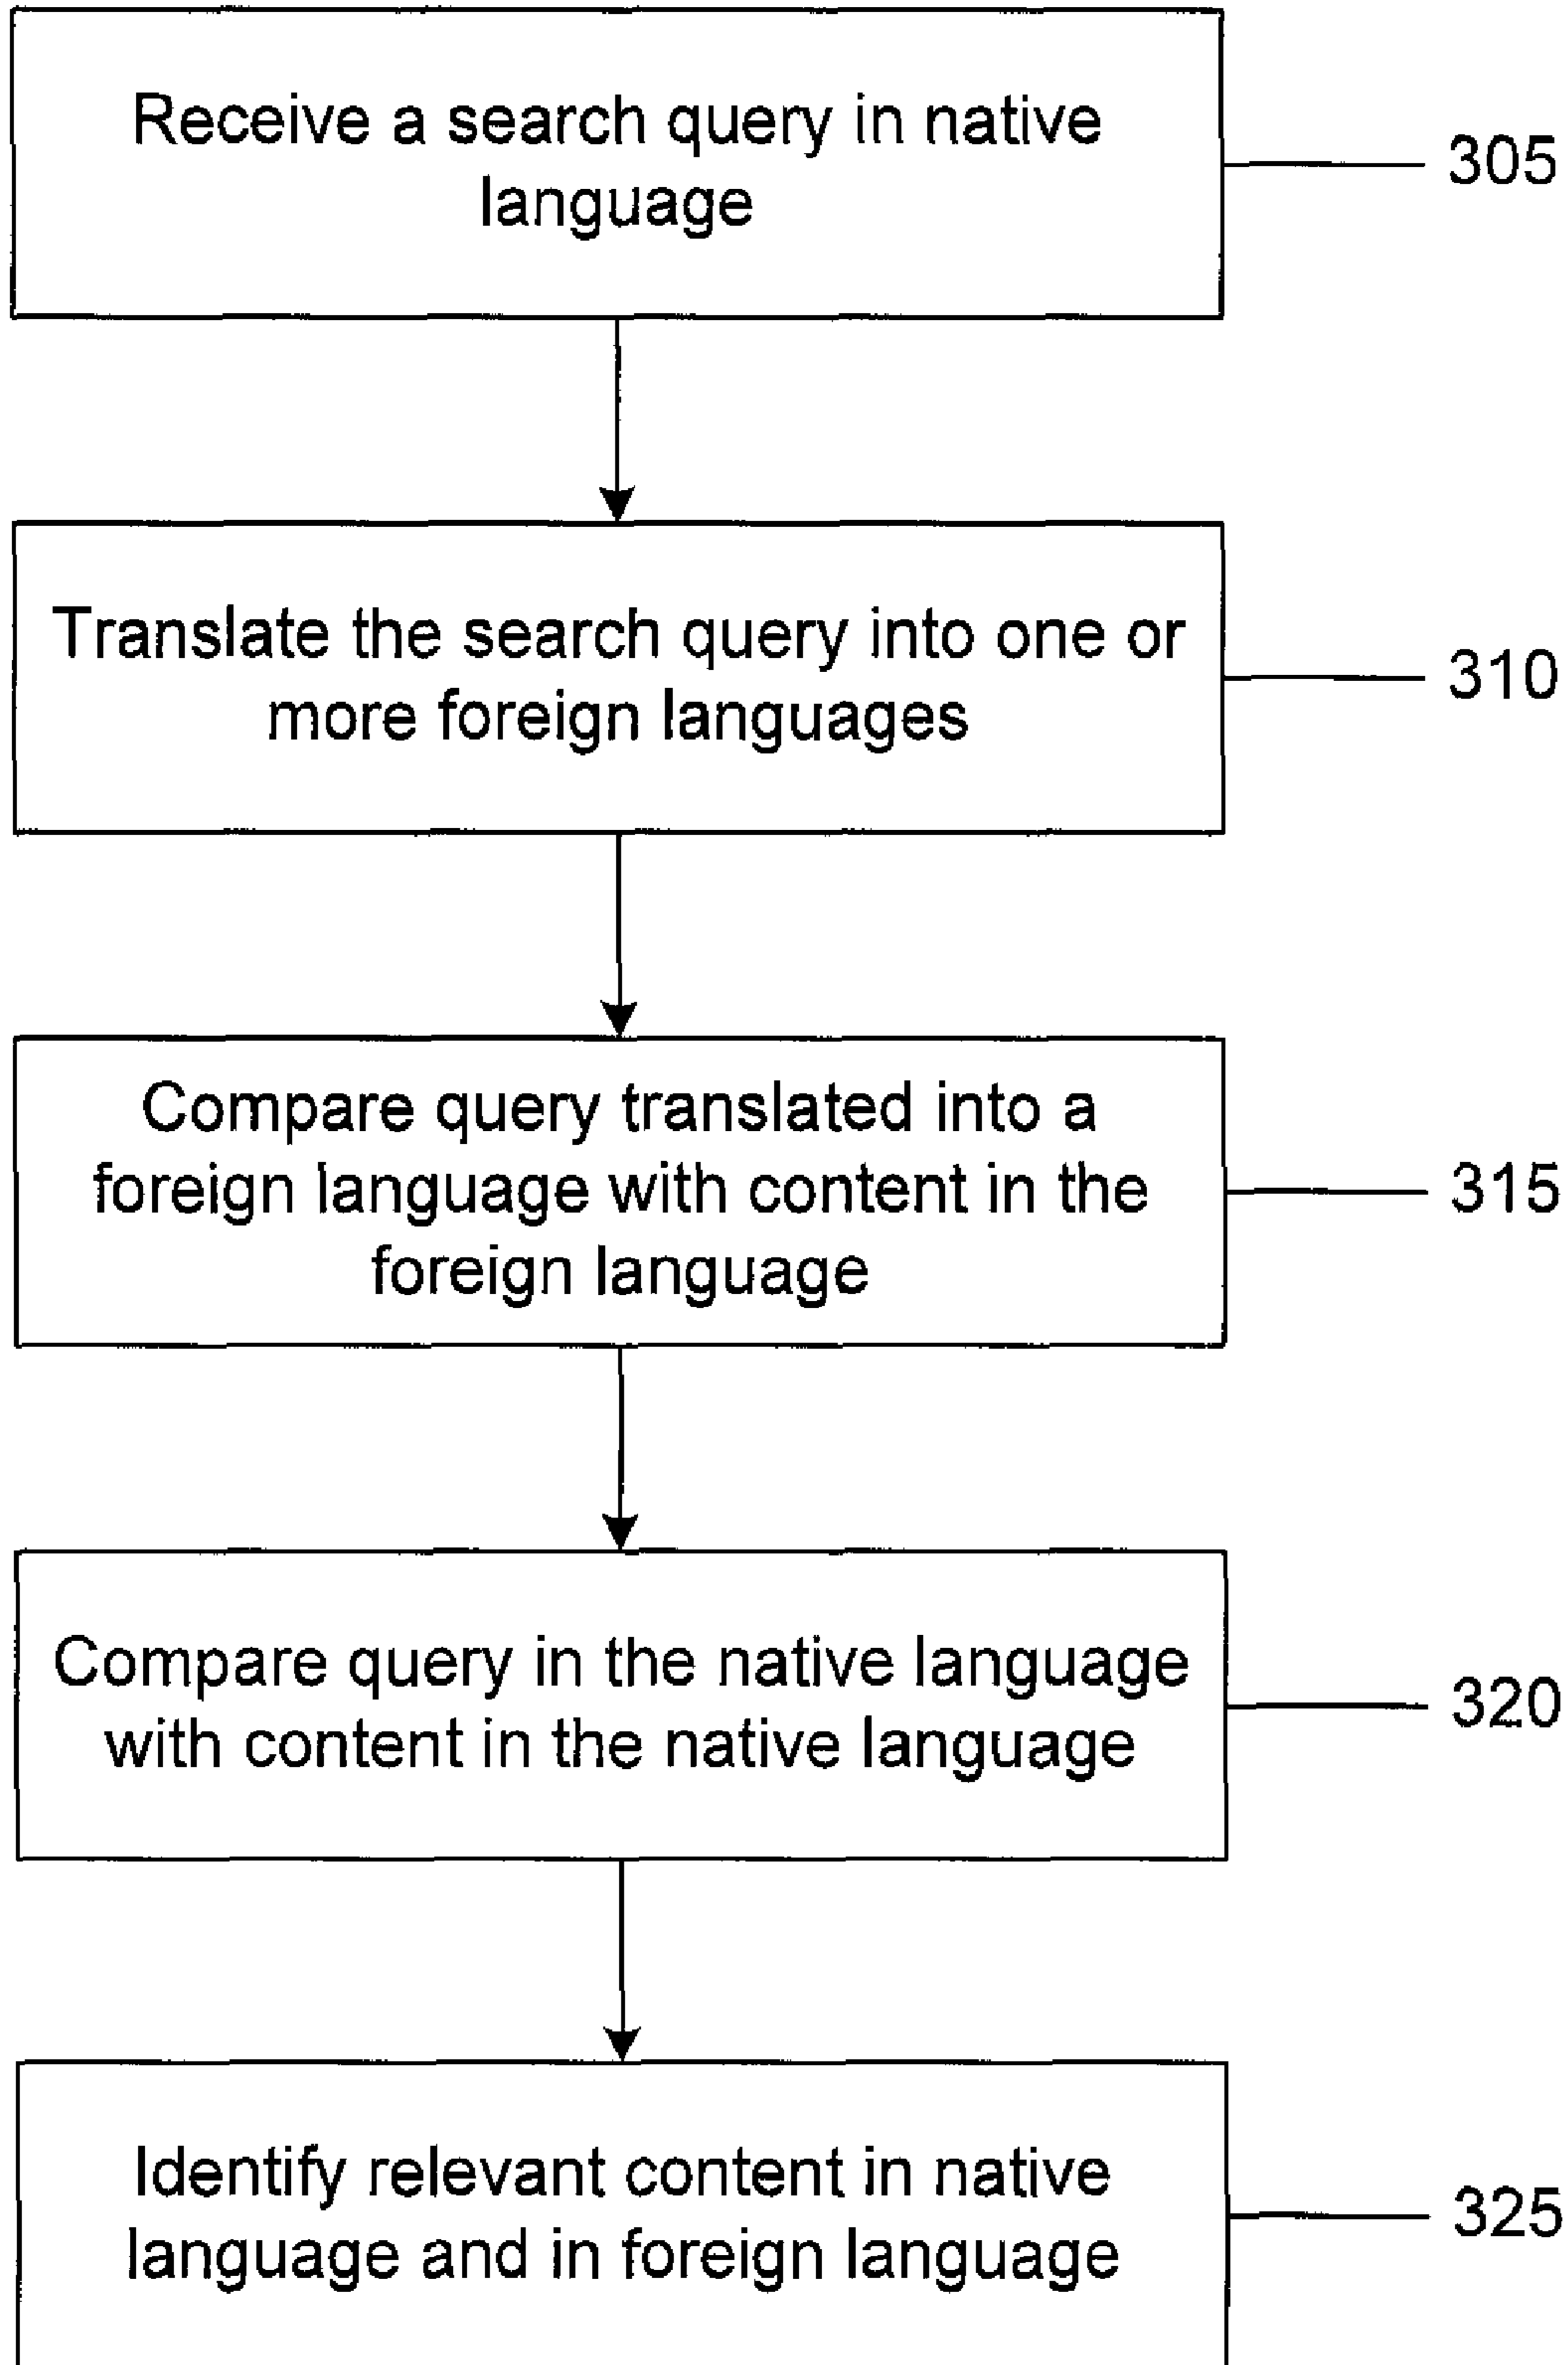 Receive a search query in native
language
305
Translate the search query into one or
more foreign languages
310
Compare query translated into a
foreign language with content in the
foreign language
315
Compare query in the native language
with content in the native language
320
Identify relevant content in native
language and in foreign language
325